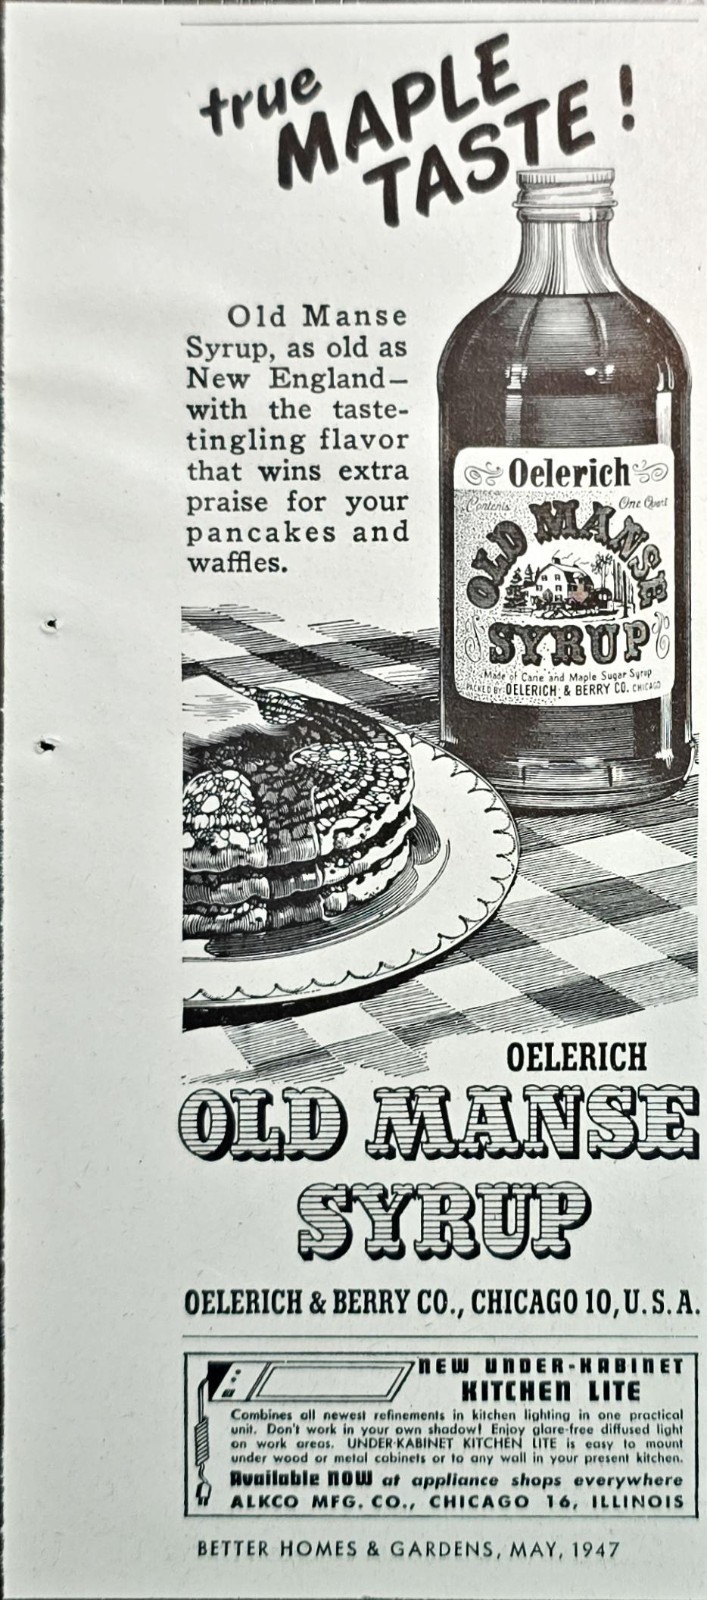 true
MAPLE
TASTE!
Old Manse
Syrup, as old as
New England—
with the taste-
tingling flavor
that wins extra
praise for your
pancakes and
waffles.
Oelerich
Contents One Quart
OLD MANSE
SYRUP
Made of Cane and Maple Sugar Syrup
PACKED BY OELERICH & BERRY CO. CHICAGO
OELERICH
OLD MANSE
SYRUP
OELERICH & BERRY CO., CHICAGO 10, U.S.A.
NEW UNDER-KABINET
KITCHEN LITE
Combines all newest refinements in kitchen lighting in one practical
unit. Don't work in your own shadow! Enjoy glare-free diffused light
on work areas. UNDER-KABINET KITCHEN LITE is easy to mount
under wood or metal cabinets or to any wall in your present kitchen.
Available NOW at appliance shops everywhere
ALKCO MFG. CO., CHICAGO 16, ILLINOIS
BETTER HOMES & GARDENS, MAY, 1947